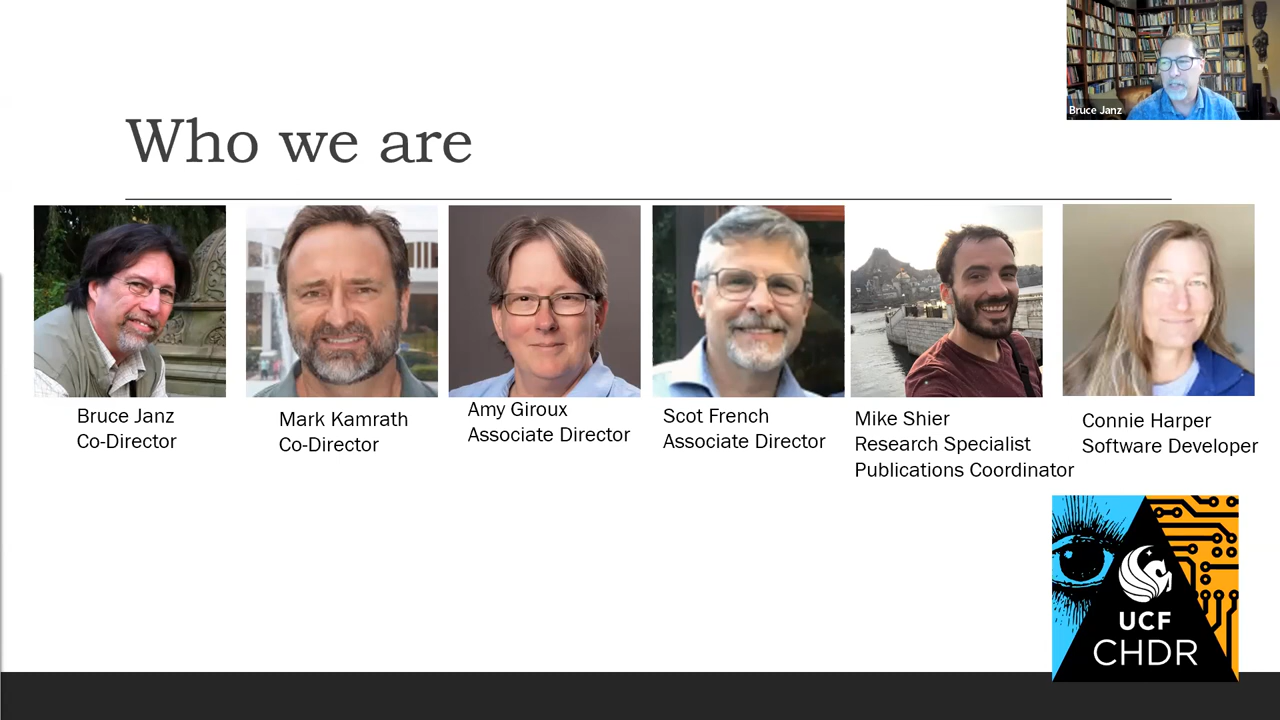 Bruce Janz
Who we are
Bruce Janz
Co-Director
Mark Kamrath
Co-Director
Amy Giroux
Associate Director
Scot French
Associate Director
Mike Shier
Research Specialist
Publications Coordinator
Connie Harper
Software Developer
UCF
CHDR